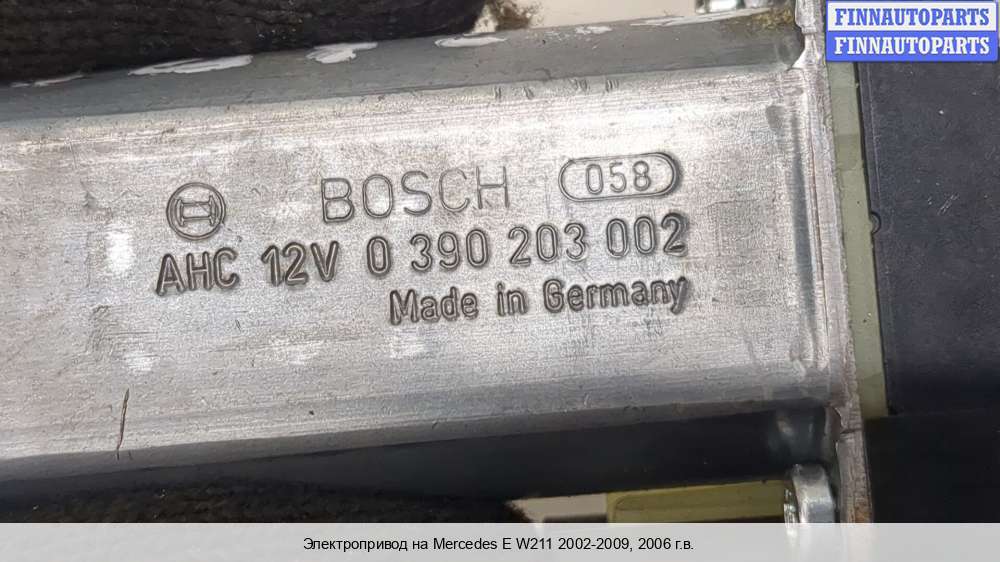 FINNAUTOPARTS
FINNAUTOPARTS
BOSCH 058
AHC 12V 0 390 203 002
Made in Germany
Электропривод на Mercedes E W211 2002-2009, 2006 г.в.